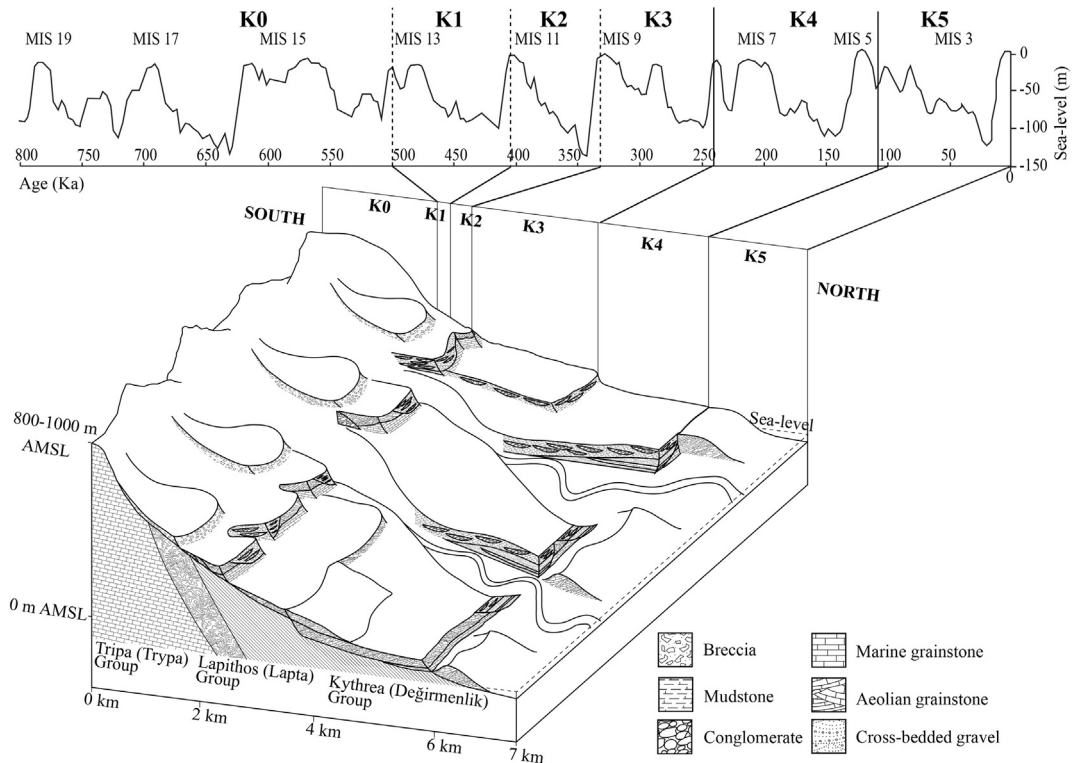 K0 K1 K2 K3 K4 K5
MIS 19 MIS 17 MIS 15 MIS 13 MIS 11 MIS 9 MIS 7 MIS 5 MIS 3
0
-50
-100
-150
Sea-level (m)
800 750 700 650 600 550 500 450 400 350 300 250 200 150 100 50 0
Age (Ka)
SOUTH
K0 K1 K2 K3 K4 K5
NORTH
Sea-level
800-1000 m
AMSL
0 m AMSL
Tripa (Trypa)
Group
Lapithos (Lapta)
Group
Kythrea (Değirmenlik)
Group
0 km
2 km
4 km
6 km
7 km
Breccia
Mudstone
Conglomerate
Marine grainstone
Aeolian grainstone
Cross-bedded gravel